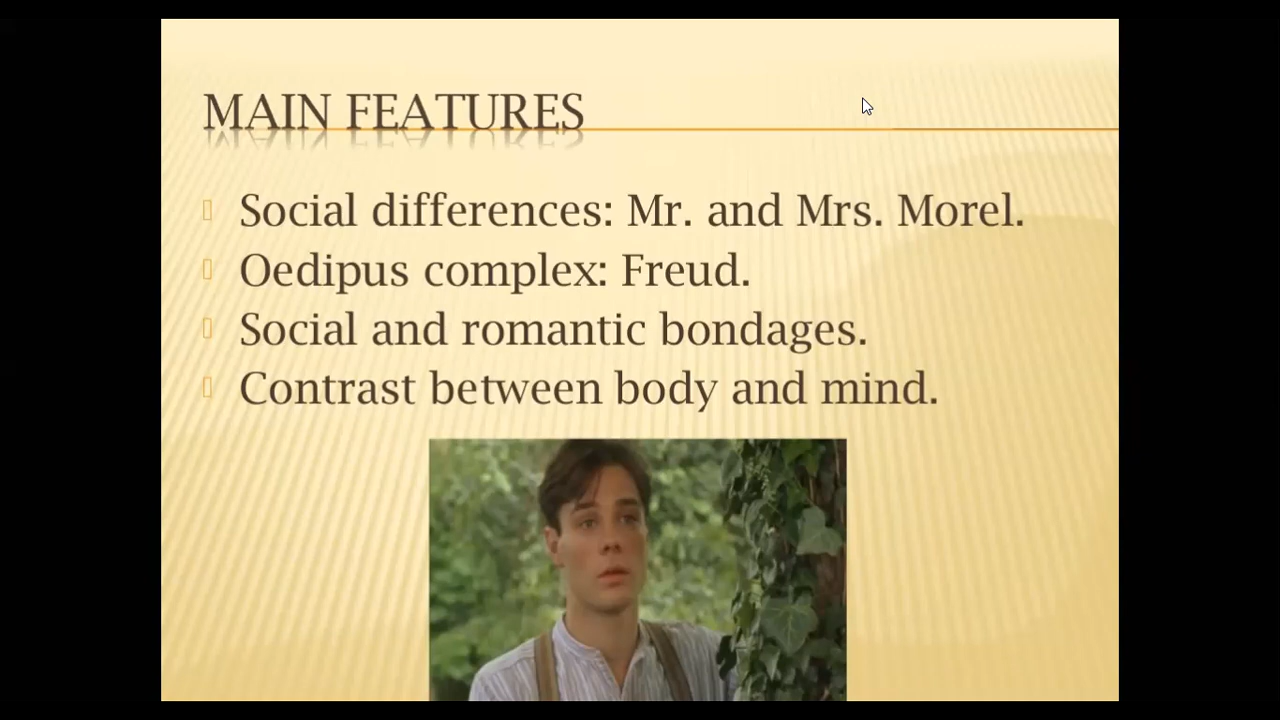 MAIN FEATURES
Social differences: Mr. and Mrs. Morel.
Oedipus complex: Freud.
Social and romantic bondages.
Contrast between body and mind.